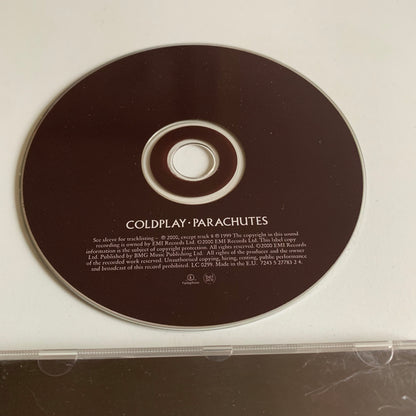 COLDPLAY · PARACHUTES
See sleeve for tracklisting – ℗ 2000, except track 8 ℗ 1999 The copyright in this sound
recording is owned by EMI Records Ltd. ©2000 EMI Records Ltd. This label copy
information is the subject of copyright protection. All rights reserved. ©2000 EMI Records
Ltd. Published by BMG Music Publishing Ltd. All rights of the producer and the owner
of the recorded work reserved. Unauthorised copying, hiring, renting, public performance
and broadcast of this record prohibited. LC 0299. Made in the E.U. 7243 5 27783 2 4.
Parlophone